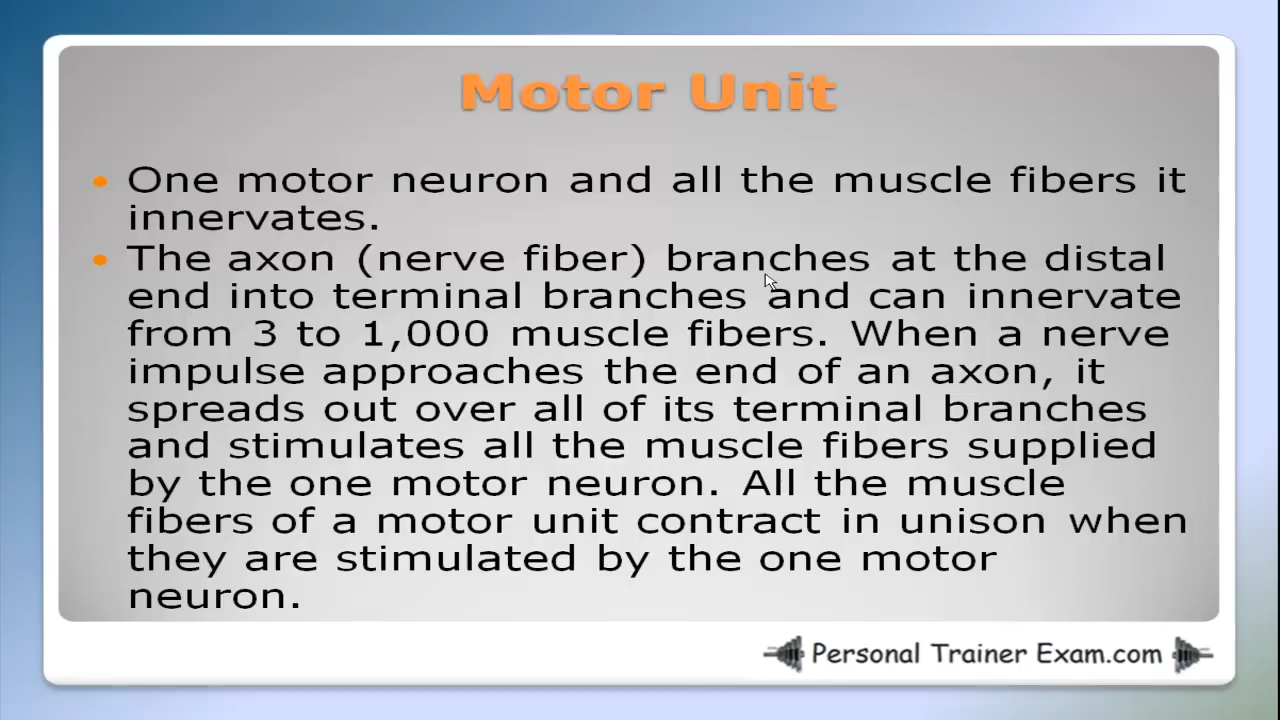 Motor Unit
• One motor neuron and all the muscle fibers it
innervates.
• The axon (nerve fiber) branches at the distal
end into terminal branches and can innervate
from 3 to 1,000 muscle fibers. When a nerve
impulse approaches the end of an axon, it
spreads out over all of its terminal branches
and stimulates all the muscle fibers supplied
by the one motor neuron. All the muscle
fibers of a motor unit contract in unison when
they are stimulated by the one motor
neuron.
Personal Trainer Exam.com